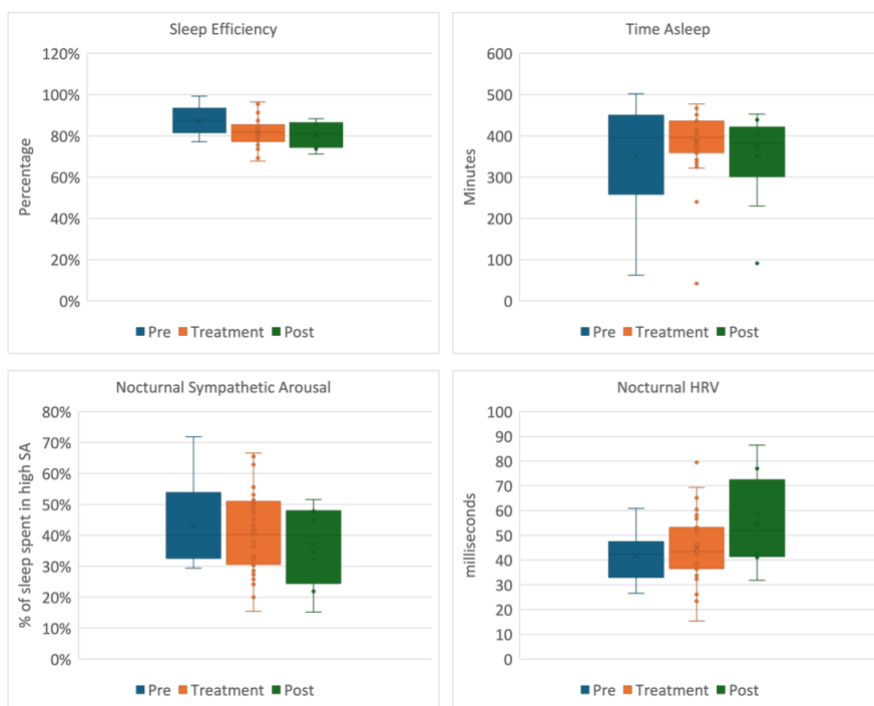 Sleep Efficiency
120%
100%
80%
60%
40%
20%
0%
Percentage
Pre Treatment Post
Time Asleep
600
500
400
300
200
100
0
Minutes
Pre Treatment Post
Nocturnal Sympathetic Arousal
80%
70%
60%
50%
40%
30%
20%
10%
0%
% of sleep spent in high SA
Pre Treatment Post
Nocturnal HRV
100
90
80
70
60
50
40
30
20
10
0
milliseconds
Pre Treatment Post